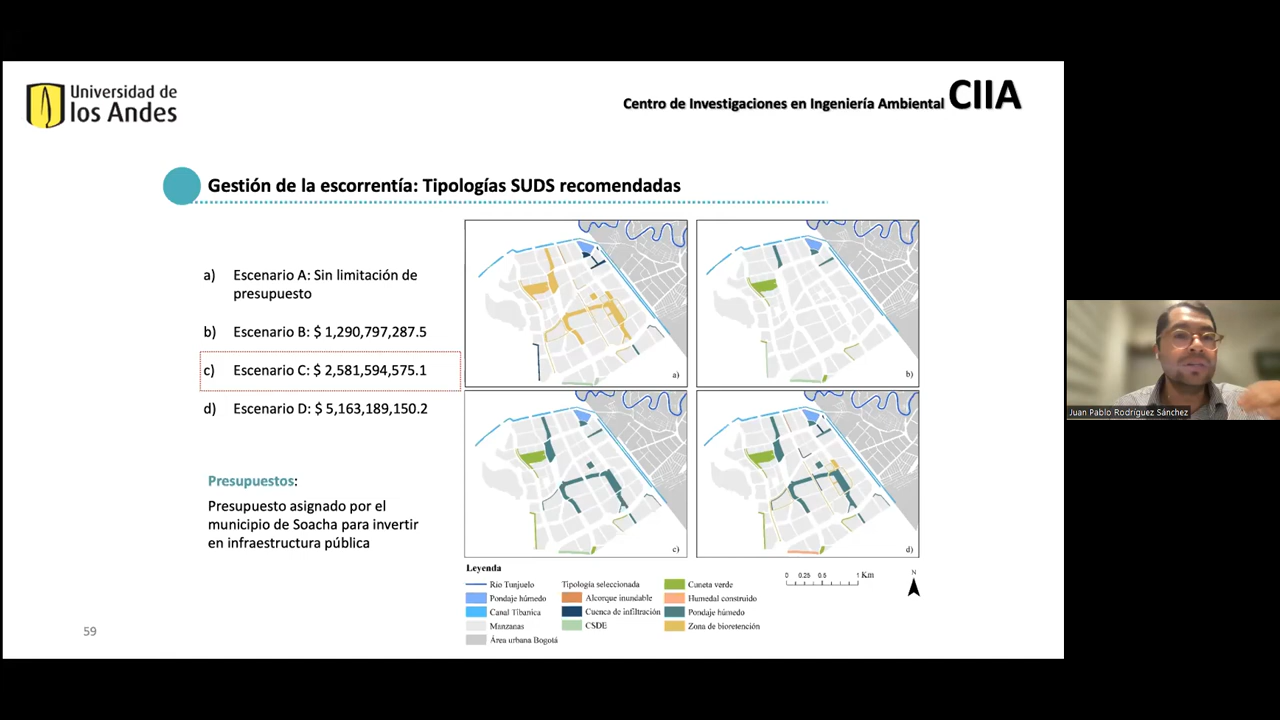 Universidad de
los Andes
Centro de Investigaciones en Ingeniería Ambiental CIIA
Gestión de la escorrentía: Tipologías SUDS recomendadas
a) Escenario A: Sin limitación de
presupuesto
b) Escenario B: $ 1,290,797,287.5
c) Escenario C: $ 2,581,594,575.1
d) Escenario D: $ 5,163,189,150.2
Presupuestos:
Presupuesto asignado por el
municipio de Soacha para invertir
en infraestructura pública
59
a)
b)
c)
d)
Leyenda
Río Tunjuelo
Pondaje húmedo
Canal Tibanica
Manzanas
Área urbana Bogotá
Tipología seleccionada
Alcorque inundable
Cuenca de infiltración
CSDE
Cuneta verde
Humedal construido
Pondaje húmedo
Zona de bioretención
0 0.25 0.5 1 Km
N
Juan Pablo Rodríguez Sánchez